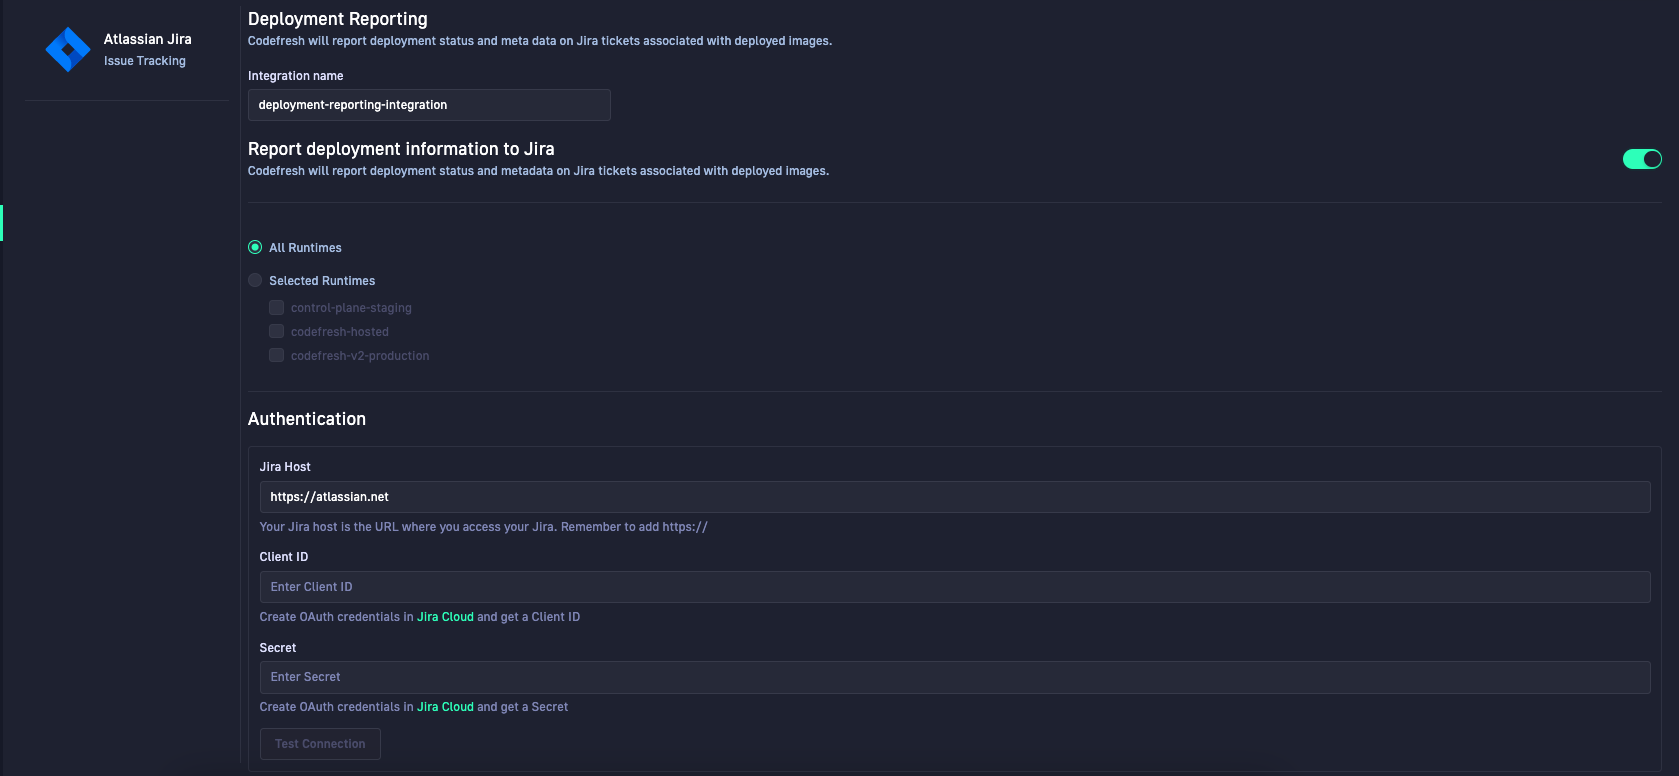 Atlassian Jira
Issue Tracking
Deployment Reporting
Codefresh will report deployment status and meta data on Jira tickets associated with deployed images.
Integration name
deployment-reporting-integration
Report deployment information to Jira
Codefresh will report deployment status and metadata on Jira tickets associated with deployed images.
All Runtimes
Selected Runtimes
control-plane-staging
codefresh-hosted
codefresh-v2-production
Authentication
Jira Host
https://atlassian.net
Your Jira host is the URL where you access your Jira. Remember to add https://
Client ID
Enter Client ID
Create OAuth credentials in Jira Cloud and get a Client ID
Secret
Enter Secret
Create OAuth credentials in Jira Cloud and get a Secret
Test Connection